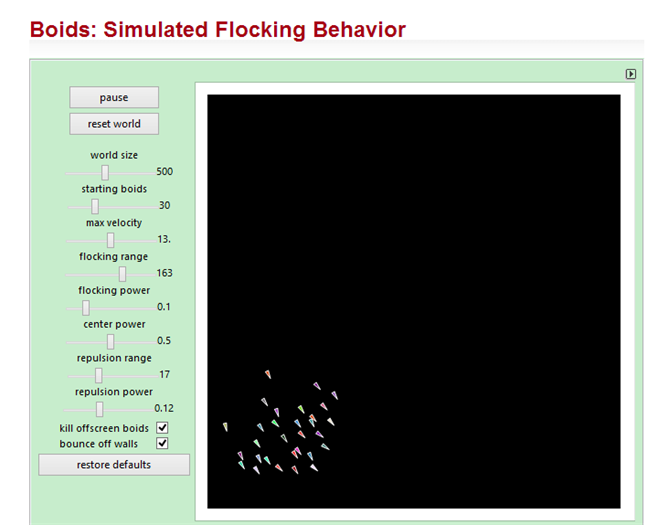 Boids: Simulated Flocking Behavior
pause
reset world
world size
500
starting boids
30
max velocity
13.
flocking range
163
flocking power
0.1
center power
0.5
repulsion range
17
repulsion power
0.12
kill offscreen boids
bounce off walls
restore defaults